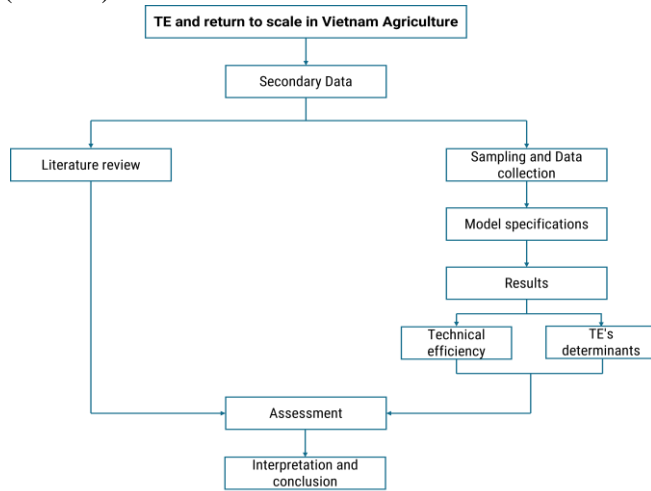 TE and return to scale in Vietnam Agriculture
Secondary Data
Literature review
Sampling and Data
collection
Model specifications
Results
Technical
efficiency
TE's
determinants
Assessment
Interpretation and
conclusion